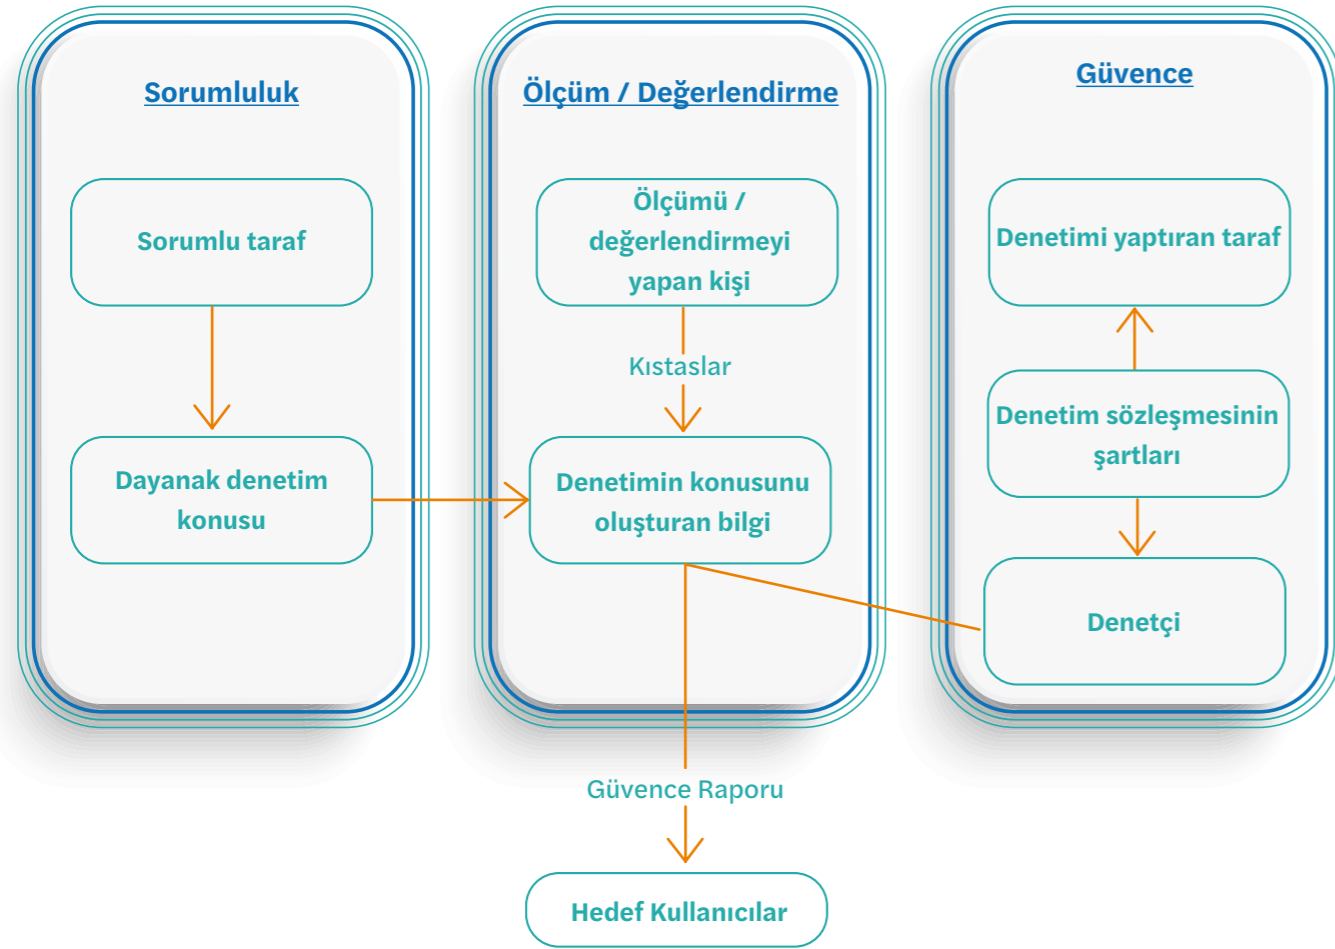 Sorumluluk
Sorumlu taraf
Dayanak denetim
konusu
Ölçüm / Değerlendirme
Ölçümü /
değerlendirmeyi
yapan kişi
Kıstaslar
Denetimin konusunu
oluşturan bilgi
Güvence
Denetimi yaptıran taraf
Denetim sözleşmesinin
şartları
Denetçi
Güvence Raporu
Hedef Kullanıcılar